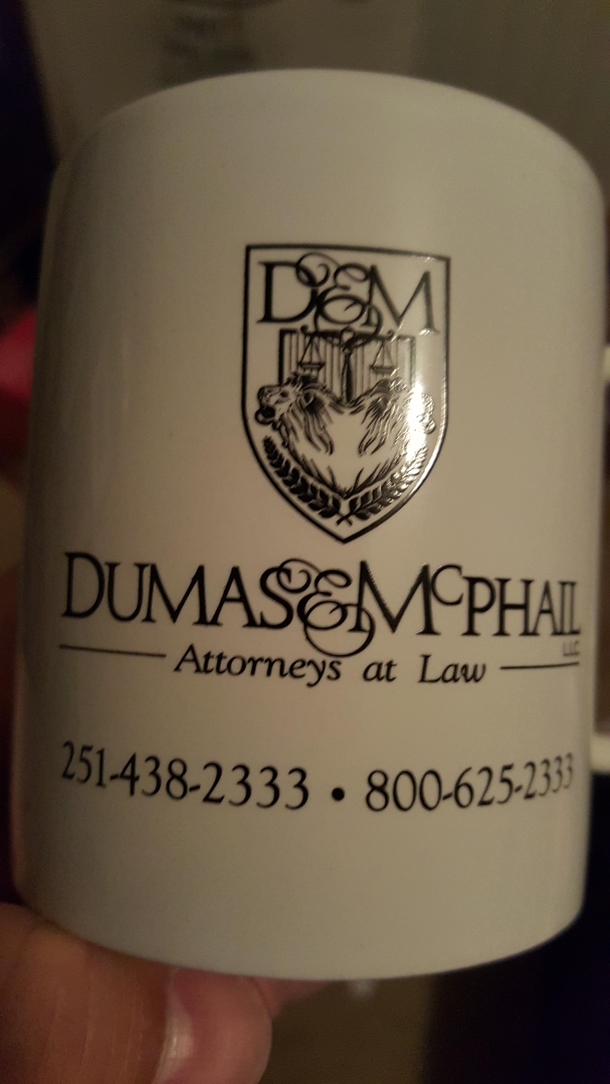 D&M
DUMAS & McPHAIL
LLC
Attorneys at Law
251-438-2333 • 800-625-2333